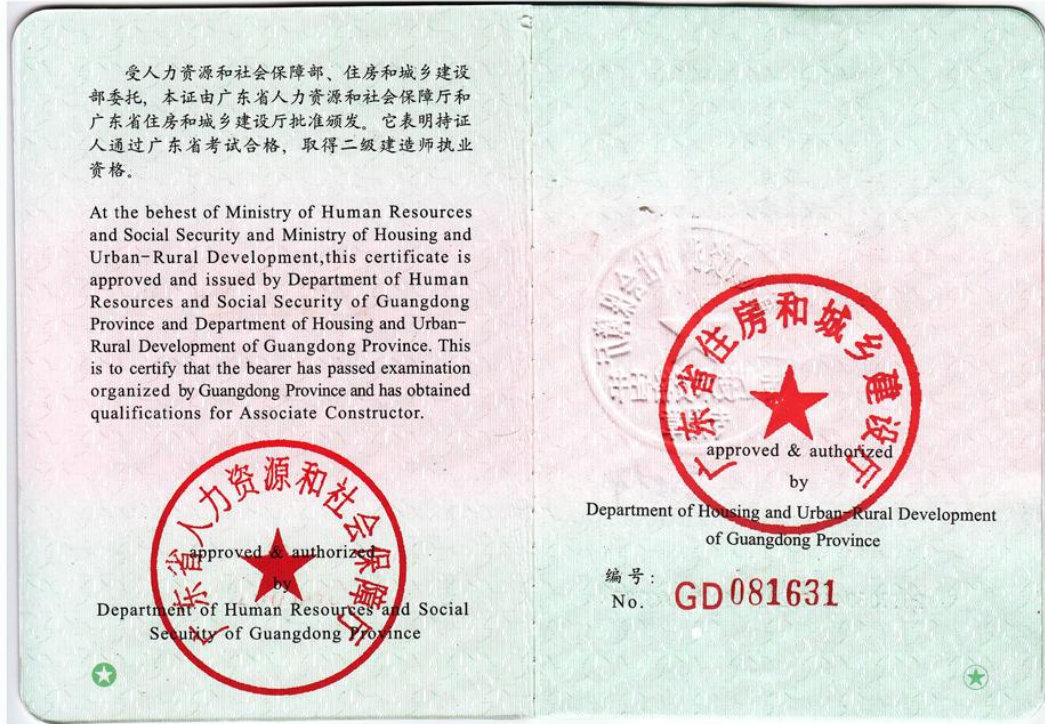 受人力资源和社会保障部、住房和城乡建设
部委托，本证由广东省人力资源和社会保障厅和
广东省住房和城乡建设厅批准颁发。它表明持证
人通过广东省考试合格，取得二级建造师执业
资格。
At the behest of Ministry of Human Resources
and Social Security and Ministry of Housing and
Urban-Rural Development,this certificate is
approved and issued by Department of Human
Resources and Social Security of Guangdong
Province and Department of Housing and Urban-
Rural Development of Guangdong Province. This
is to certify that the bearer has passed examination
organized by Guangdong Province and has obtained
qualifications for Associate Constructor.
广东省人力资源和社会保障厅
approved & authorized
by
Department of Human Resources and Social
Security of Guangdong Province
广东省住房和城乡建设厅
approved & authorized
by
Department of Housing and Urban-Rural Development
of Guangdong Province
编号：
No. GD081631